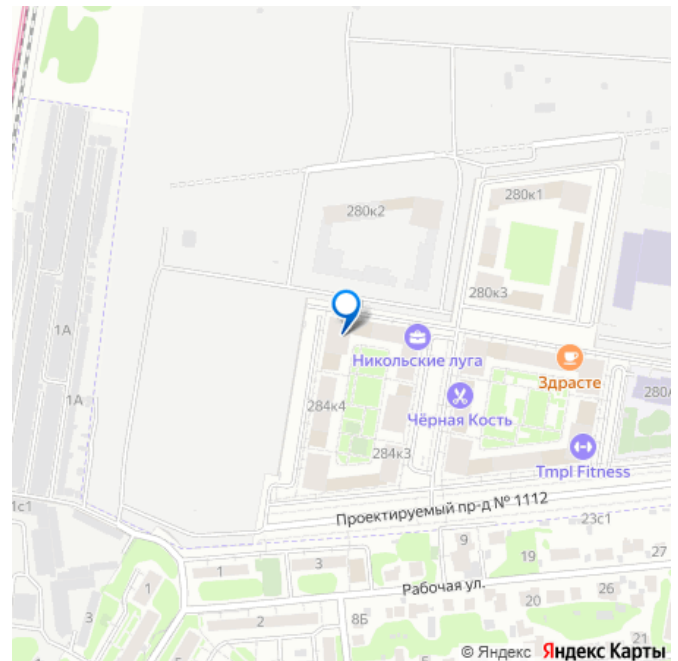 280к2
280к1
280к3
1А
Никольские луга
Здрасте
1А
280А
284к4
Чёрная Кость
284к3
Tmpl Fitness
1с1
Проектируемый пр-д № 1112
23с1
9
19
27
1
3
1
Рабочая ул.
26
20
3
2
8Б
21
© Яндекс Яндекс Карты